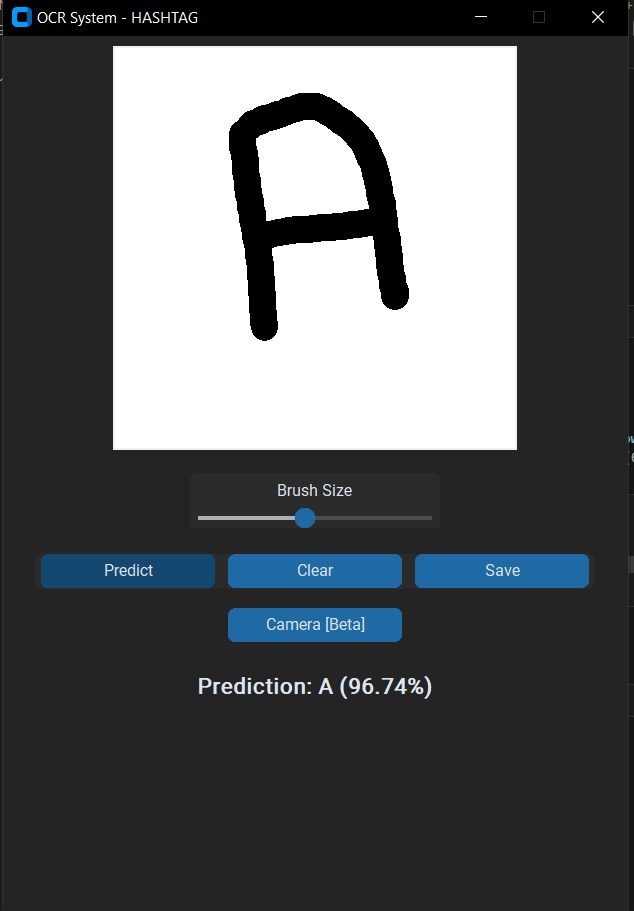 OCR System - HASHTAG
A
Brush Size
Predict Clear Save
Camera [Beta]
Prediction: A (96.74%)